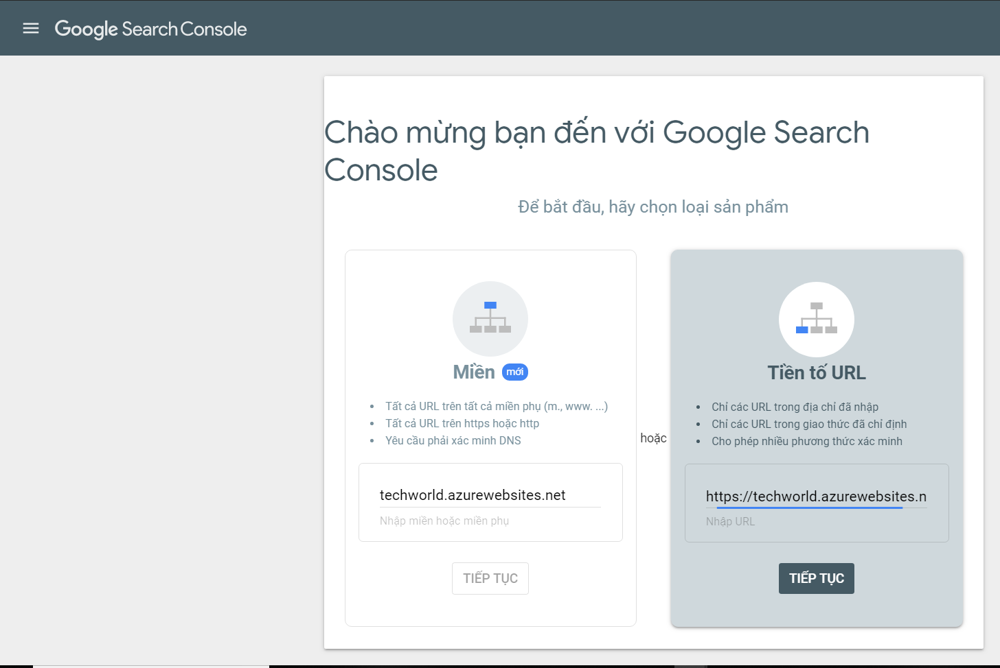 Google Search Console
Chào mừng bạn đến với Google Search
Console
Để bắt đầu, hãy chọn loại sản phẩm
Miền mới
Tất cả URL trên tất cả miền phụ (m., www. ...)
Tất cả URL trên https hoặc http
Yêu cầu phải xác minh DNS
techworld.azurewebsites.net
Nhập miền hoặc miền phụ
TIẾP TỤC
hoặc
Tiền tố URL
Chỉ các URL trong địa chỉ đã nhập
Chỉ các URL trong giao thức đã chỉ định
Cho phép nhiều phương thức xác minh
https://techworld.azurewebsites.n
Nhập URL
TIẾP TỤC